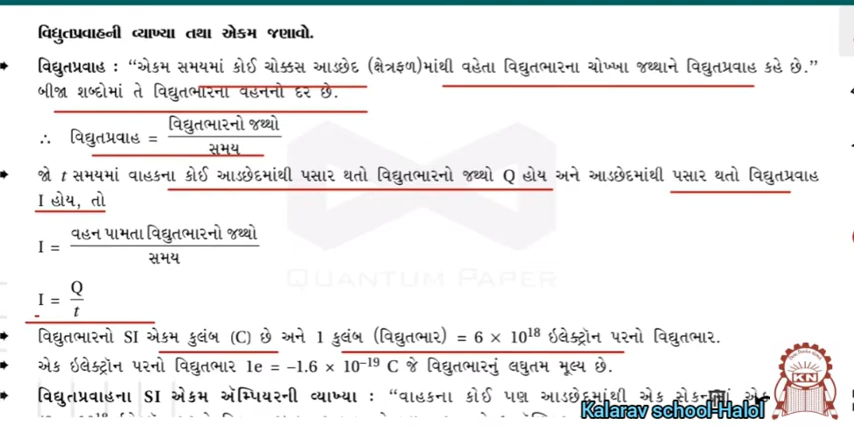 વિદ્યુતપ્રવાહની વ્યાખ્યા તથા એકમ જણાવો.
વિદ્યુતપ્રવાહ : “એકમ સમયમાં કોઈ ચોક્કસ આડછેદ (ક્ષેત્રફળ)માંથી વહેતા વિદ્યુતભારના ચોખ્ખા જથ્થાને વિદ્યુતપ્રવાહ કહે છે.”
બીજા શબ્દોમાં તે વિદ્યુતભારના વહનનો દર છે.
∴ વિદ્યુતપ્રવાહ = વિદ્યુતભારનો જથ્થો / સમય
જો t સમયમાં વાહકના કોઈ આડછેદમાંથી પસાર થતો વિદ્યુતભારનો જથ્થો Q હોય અને આડછેદમાંથી પસાર થતો વિદ્યુતપ્રવાહ
I હોય, તો
I = વહન પામતા વિદ્યુતભારનો જથ્થો / સમય
QUANTUM PAPER
I = Q / t
વિદ્યુતભારનો SI એકમ કુલંબ (C) છે અને 1 કુલંબ (વિદ્યુતભાર) = 6 × 10¹⁸ ઇલેક્ટ્રૉન પરનો વિદ્યુતભાર.
એક ઇલેક્ટ્રૉન પરનો વિદ્યુતભાર 1e = –1.6 × 10⁻¹⁹ C જે વિદ્યુતભારનું લઘુતમ મૂલ્ય છે.
વિદ્યુતપ્રવાહના SI એકમ ઍમ્પિયરની વ્યાખ્યા : “વાહકના કોઈ પણ આડછેદમાંથી એક સેકન્ડમાં એક
Kalarav school-Halol
KN